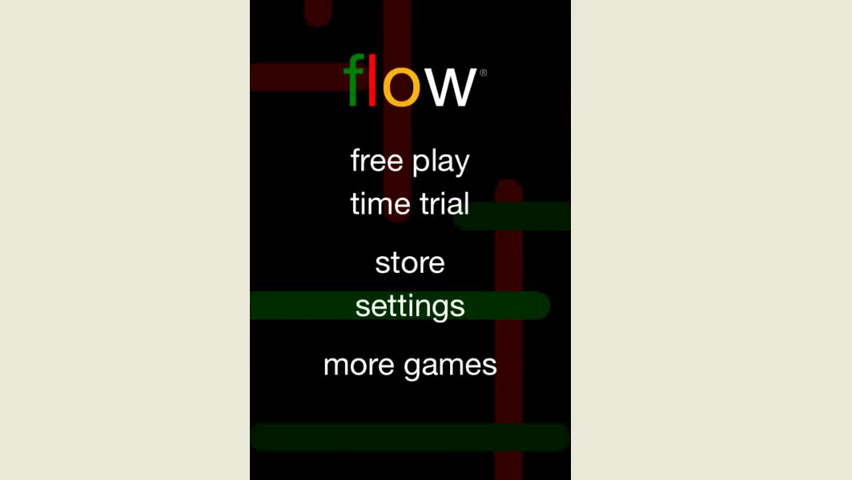 flow®
free play
time trial
store
settings
more games